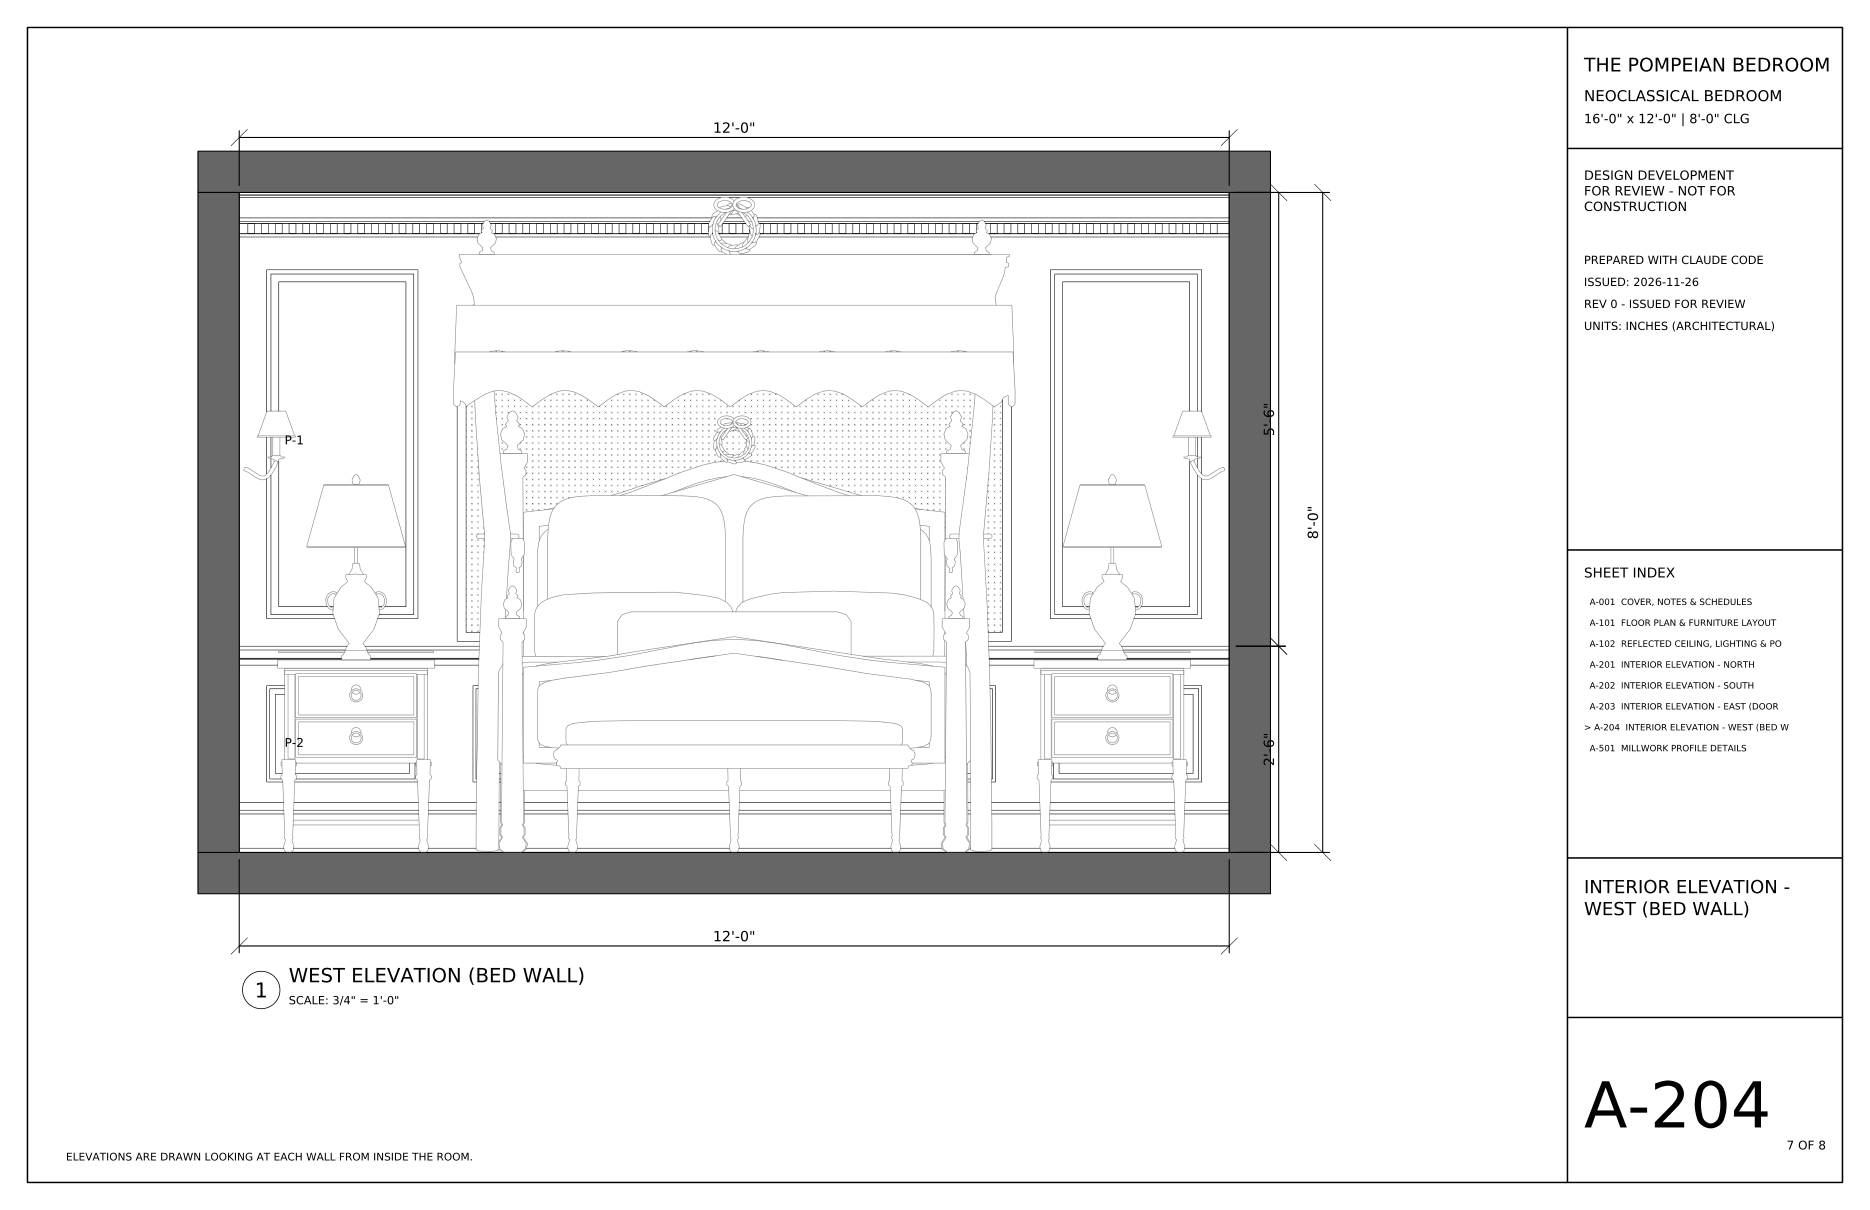 12'-0"
P-1
P-2
5'-6"
2'-6"
8'-0"
12'-0"
1
WEST ELEVATION (BED WALL)
SCALE: 3/4" = 1'-0"
ELEVATIONS ARE DRAWN LOOKING AT EACH WALL FROM INSIDE THE ROOM.
THE POMPEIAN BEDROOM
NEOCLASSICAL BEDROOM
16'-0" x 12'-0" | 8'-0" CLG
DESIGN DEVELOPMENT
FOR REVIEW - NOT FOR
CONSTRUCTION
PREPARED WITH CLAUDE CODE
ISSUED: 2026-11-26
REV 0 - ISSUED FOR REVIEW
UNITS: INCHES (ARCHITECTURAL)
SHEET INDEX
A-001 COVER, NOTES & SCHEDULES
A-101 FLOOR PLAN & FURNITURE LAYOUT
A-102 REFLECTED CEILING, LIGHTING & PO
A-201 INTERIOR ELEVATION - NORTH
A-202 INTERIOR ELEVATION - SOUTH
A-203 INTERIOR ELEVATION - EAST (DOOR
> A-204 INTERIOR ELEVATION - WEST (BED W
A-501 MILLWORK PROFILE DETAILS
INTERIOR ELEVATION -
WEST (BED WALL)
A-204
7 OF 8